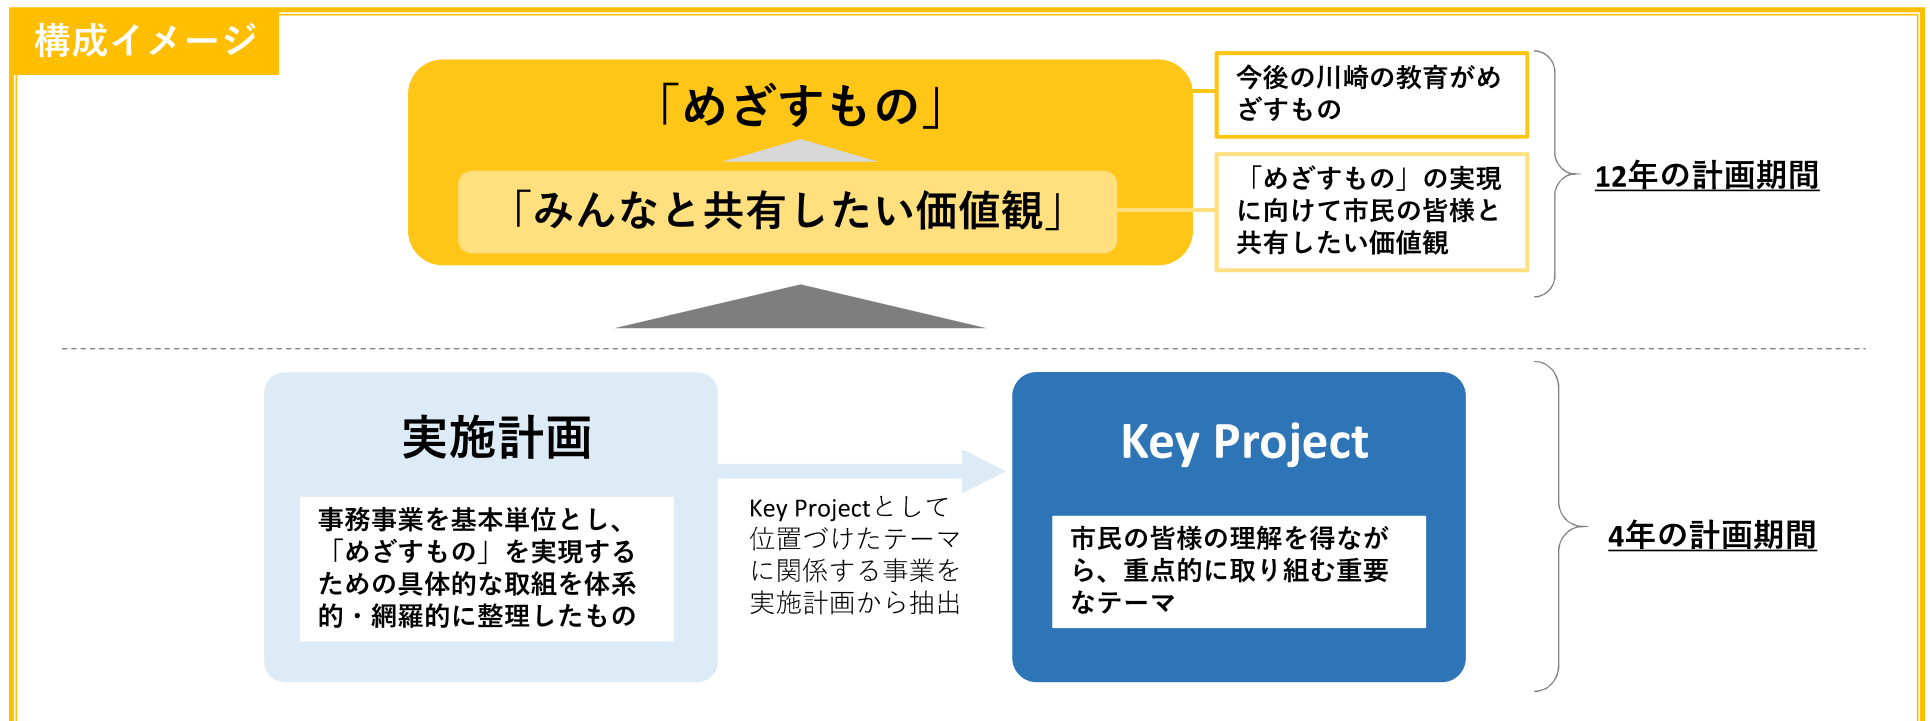 構成イメージ
「めざすもの」
「みんなと共有したい価値観」
今後の川崎の教育がめ
ざすもの
「めざすもの」の実現
に向けて市民の皆様と
共有したい価値観
12年の計画期間
実施計画
事務事業を基本単位とし、
「めざすもの」を実現する
ための具体的な取組を体系
的・網羅的に整理したもの
Key Projectとして
位置づけたテーマ
に関係する事業を
実施計画から抽出
Key Project
市民の皆様の理解を得なが
ら、重点的に取り組む重要
なテーマ
4年の計画期間